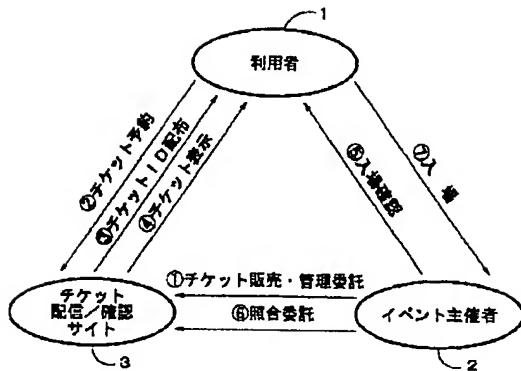 1
利用者
②チケット予約
③チケットID配布
④チケット表示
⑤入場確認
⑦入 場
①チケット販売・管理委託
⑥照合委託
チケット
配信/確認
サイト
3
イベント主催者
2